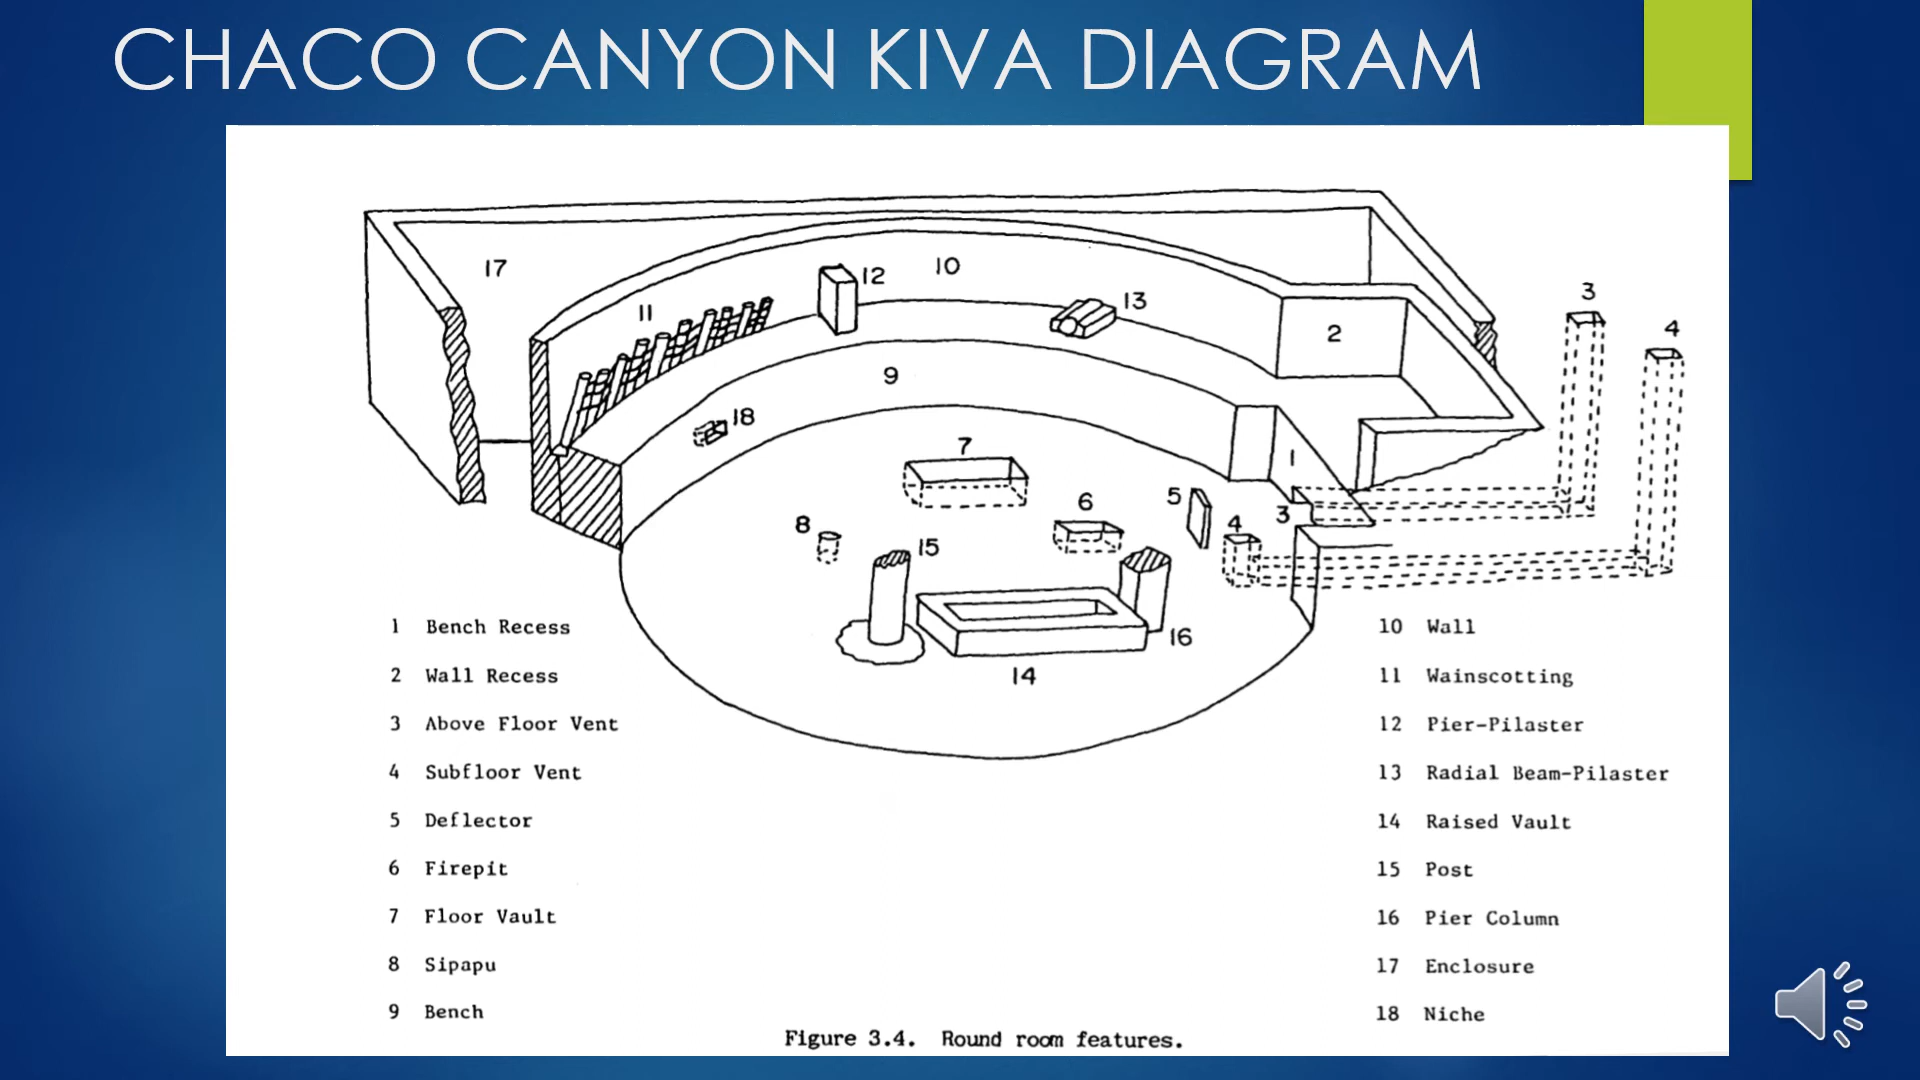 CHACO CANYON KIVA DIAGRAM
17
11
12
10
13
2
3
4
18
9
7
6
5
1
3
4
8
15
16
14
1 Bench Recess
2 Wall Recess
3 Above Floor Vent
4 Subfloor Vent
5 Deflector
6 Firepit
7 Floor Vault
8 Sipapu
9 Bench
10 Wall
11 Wainscotting
12 Pier-Pilaster
13 Radial Beam-Pilaster
14 Raised Vault
15 Post
16 Pier Column
17 Enclosure
18 Niche
Figure 3.4. Round room features.